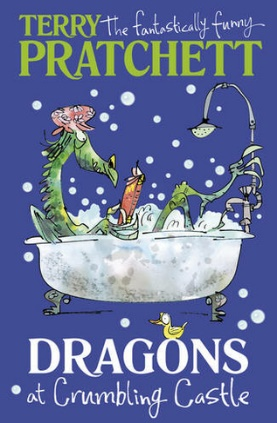 TERRY The fantastically funny
PRATCHETT
DRAGONS
at Crumbling Castle